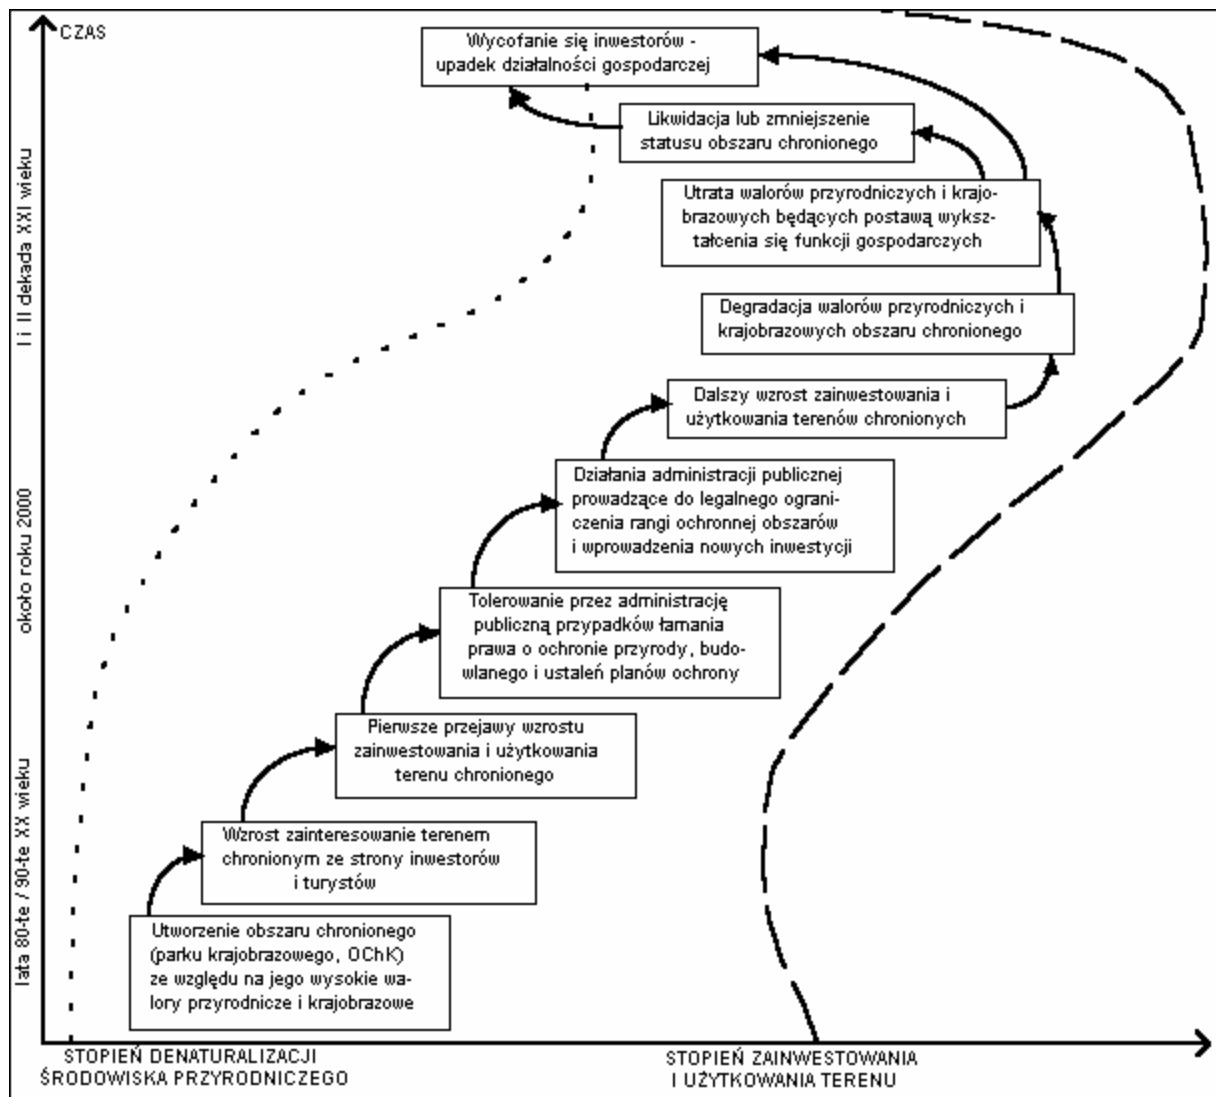 CZAS
Wycofanie się inwestorów -
upadek działalności gospodarczej
Likwidacja lub zmniejszenie
statusu obszaru chronionego
Utrata walorów przyrodniczych i krajo-
brazowych będących postawą wyksz-
tałcenia się funkcji gospodarczych
Degradacja walorów przyrodniczych i
krajobrazowych obszaru chronionego
Dalszy wzrost zainwestowania i
użytkowania terenów chronionych
Działania administracji publicznej
prowadzące do legalnego ograni-
czenia rangi ochronnej obszarów
i wprowadzenia nowych inwestycji
Tolerowanie przez administrację
publiczną przypadków łamania
prawa o ochronie przyrody, budo-
wlanego i ustaleń planów ochrony
Pierwsze przejawy wzrostu
zainwestowania i użytkowania
terenu chronionego
Wzrost zainteresowanie terenem
chronionym ze strony inwestorów
i turystów
Utworzenie obszaru chronionego
(parku krajobrazowego, OChK)
ze względu na jego wysokie wa-
lory przyrodnicze i krajobrazowe
I i II dekada XXI wieku
około roku 2000
lata 80-te / 90-te XX wieku
STOPIEŃ DENATURALIZACJI
ŚRODOWISKA PRZYRODNICZEGO
STOPIEŃ ZAINWESTOWANIA
I UŻYTKOWANIA TERENU